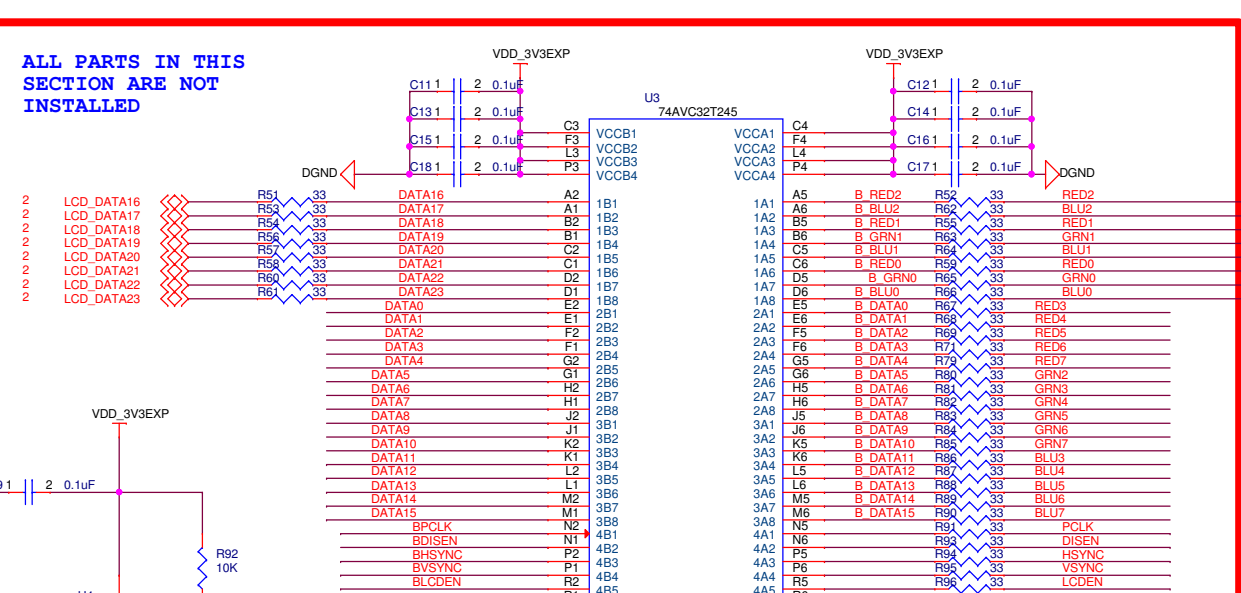 ALL PARTS IN THIS
SECTION ARE NOT
INSTALLED
VDD_3V3EXP VDD_3V3EXP
C11 1 2 0.1uF U3 C12 1 2 0.1uF
C13 1 2 0.1uF 74AVC32T245 C14 1 2 0.1uF
C3 VCCB1 VCCA1 C4
C15 1 2 0.1uF F3 VCCB2 VCCA2 F4 C16 1 2 0.1uF
L3 VCCB3 VCCA3 L4
DGND C18 1 2 0.1uF P3 VCCB4 VCCA4 P4 C17 1 2 0.1uF DGND
2 LCD_DATA16 R51 33 DATA16 A2 1B1 1A1 A5 B_RED2 R52 33 RED2
2 LCD_DATA17 R53 33 DATA17 A1 1B2 1A2 A6 B_BLU2 R62 33 BLU2
2 LCD_DATA18 R54 33 DATA18 B2 1B3 1A3 B5 B_RED1 R55 33 RED1
2 LCD_DATA19 R56 33 DATA19 B1 1B4 1A4 B6 B_GRN1 R63 33 GRN1
2 LCD_DATA20 R57 33 DATA20 C2 1B5 1A5 C5 B_BLU1 R64 33 BLU1
2 LCD_DATA21 R58 33 DATA21 C1 1B6 1A6 C6 B_RED0 R59 33 RED0
2 LCD_DATA22 R60 33 DATA22 D2 1B7 1A7 D5 B_GRN0 R65 33 GRN0
2 LCD_DATA23 R61 33 DATA23 D1 1B8 1A8 D6 B_BLU0 R66 33 BLU0
DATA0 E2 2B1 2A1 E5 B_DATA0 R67 33 RED3
DATA1 E1 2B2 2A2 E6 B_DATA1 R68 33 RED4
DATA2 F2 2B3 2A3 F5 B_DATA2 R69 33 RED5
DATA3 F1 2B4 2A4 F6 B_DATA3 R71 33 RED6
DATA4 G2 2B5 2A5 G5 B_DATA4 R79 33 RED7
DATA5 G1 2B6 2A6 G6 B_DATA5 R80 33 GRN2
DATA6 H2 2B7 2A7 H5 B_DATA6 R81 33 GRN3
DATA7 H1 2B8 2A8 H6 B_DATA7 R82 33 GRN4
VDD_3V3EXP DATA8 J2 3B1 3A1 J5 B_DATA8 R83 33 GRN5
DATA9 J1 3B2 3A2 J6 B_DATA9 R84 33 GRN6
DATA10 K2 3B3 3A3 K5 B_DATA10 R85 33 GRN7
DATA11 K1 3B4 3A4 K6 B_DATA11 R86 33 BLU3
DATA12 L2 3B5 3A5 L5 B_DATA12 R87 33 BLU4
1 2 0.1uF DATA13 L1 3B6 3A6 L6 B_DATA13 R88 33 BLU5
DATA14 M2 3B7 3A7 M5 B_DATA14 R89 33 BLU6
DATA15 M1 3B8 3A8 M6 B_DATA15 R90 33 BLU7
BPCLK N2 4B1 4A1 N5 R91 33 PCLK
BDISEN N1 4B2 4A2 N6 R93 33 DISEN
R92 BHSYNC P2 4B3 4A3 P5 R94 33 HSYNC
10K BVSYNC P1 4B4 4A4 P6 R95 33 VSYNC
BLCDEN R2 4B5 4A5 R5 R96 33 LCDEN